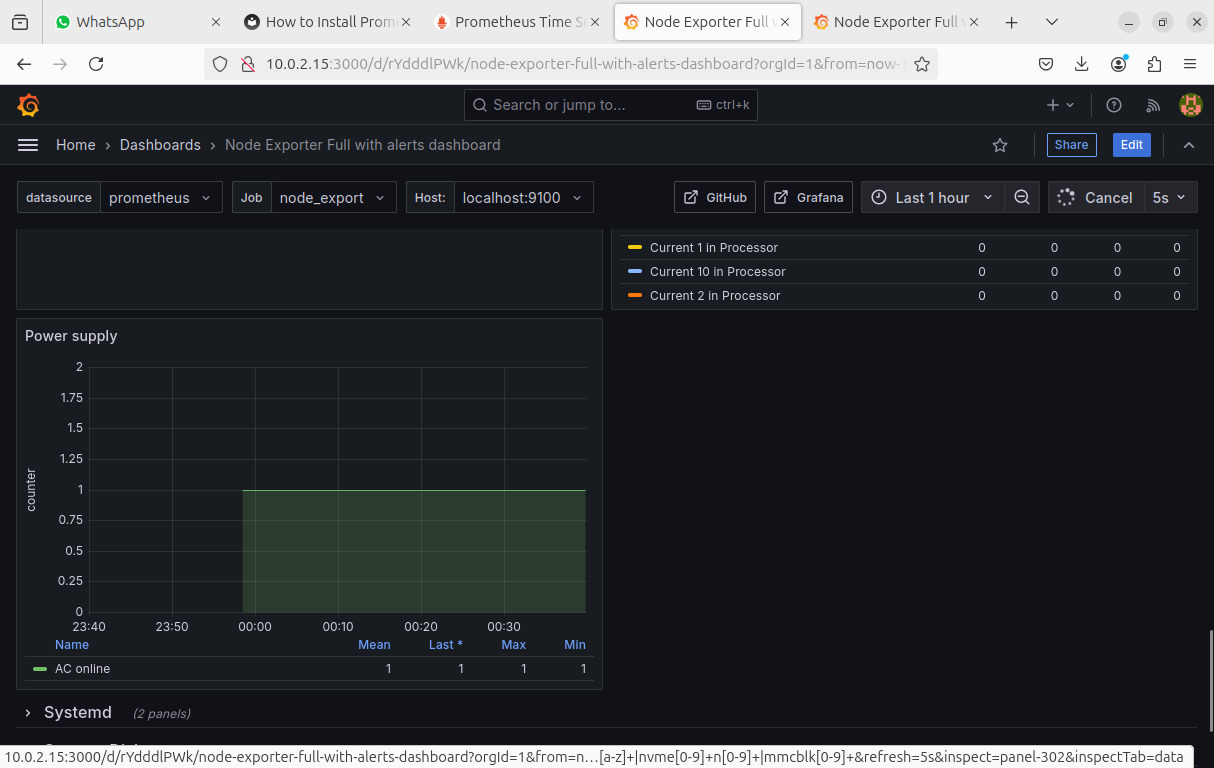 WhatsApp
How to Install Prom
Prometheus Time Se
Node Exporter Full w
Node Exporter Full w
10.0.2.15:3000/d/rYdddlPWk/node-exporter-full-with-alerts-dashboard?orgId=1&from=now-1
Search or jump to... ctrl+k
Home › Dashboards › Node Exporter Full with alerts dashboard
Share Edit
datasource prometheus Job node_export Host: localhost:9100 GitHub Grafana Last 1 hour Cancel 5s
Current 1 in Processor 0 0 0 0
Current 10 in Processor 0 0 0 0
Current 2 in Processor 0 0 0 0
Power supply
counter
2
1.75
1.5
1.25
1
0.75
0.5
0.25
0
23:40 23:50 00:00 00:10 00:20 00:30
Name Mean Last * Max Min
AC online 1 1 1 1
Systemd (2 panels)
10.0.2.15:3000/d/rYdddlPWk/node-exporter-full-with-alerts-dashboard?orgId=1&from=n…[a-z]+|nvme[0-9]+n[0-9]+|mmcblk[0-9]+&refresh=5s&inspect=panel-302&inspectTab=data